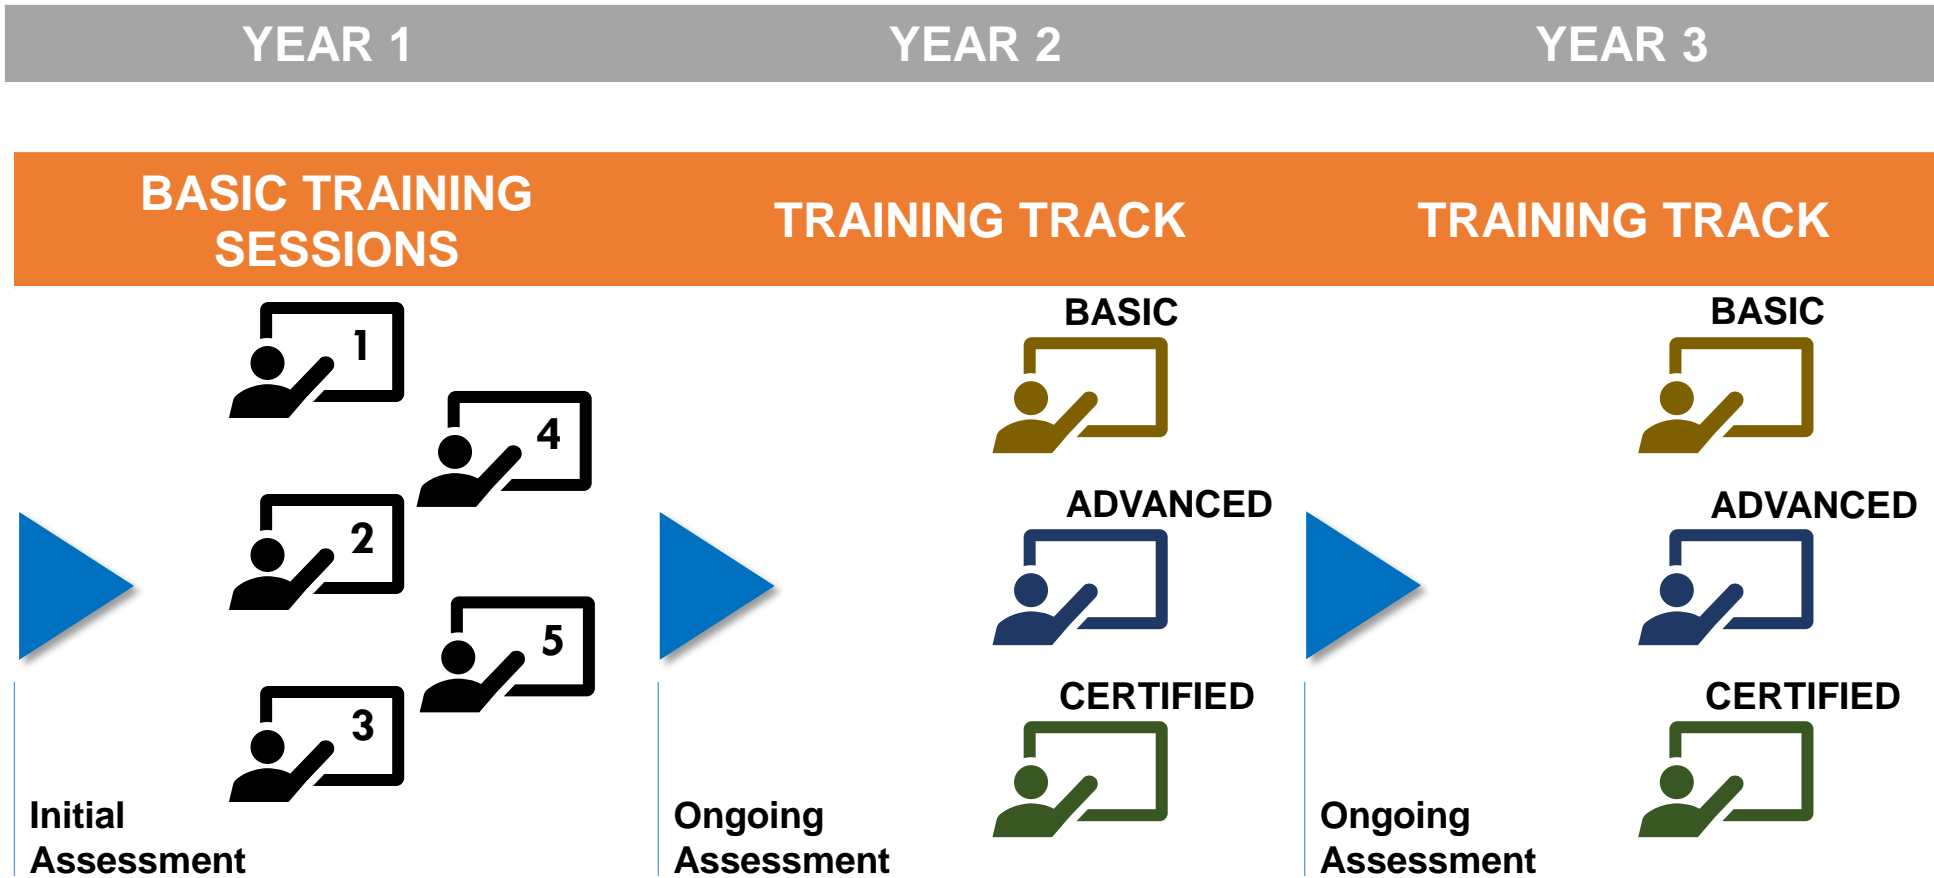 YEAR 1
YEAR 2
YEAR 3
BASIC TRAINING
SESSIONS
TRAINING TRACK
TRAINING TRACK
1
4
2
5
3
Initial
Assessment
BASIC
ADVANCED
CERTIFIED
Ongoing
Assessment
BASIC
ADVANCED
CERTIFIED
Ongoing
Assessment